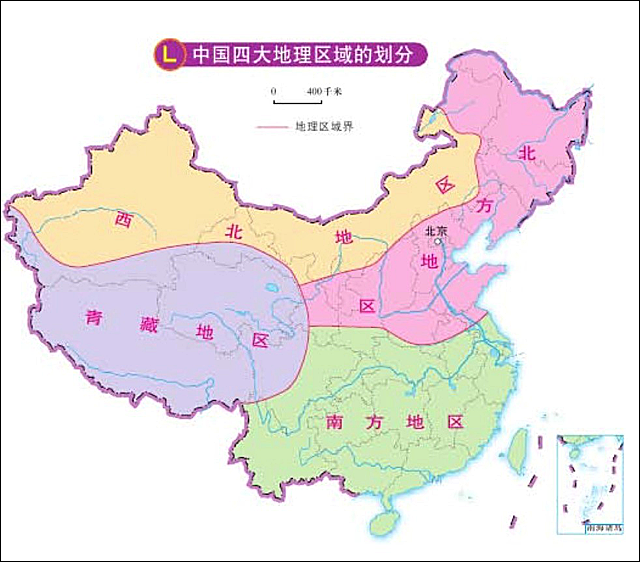 L 中国四大地理区域的划分
0 400千米
地理区域界
西北地区
北方地区
北京
青藏地区
南方地区
南海诸岛